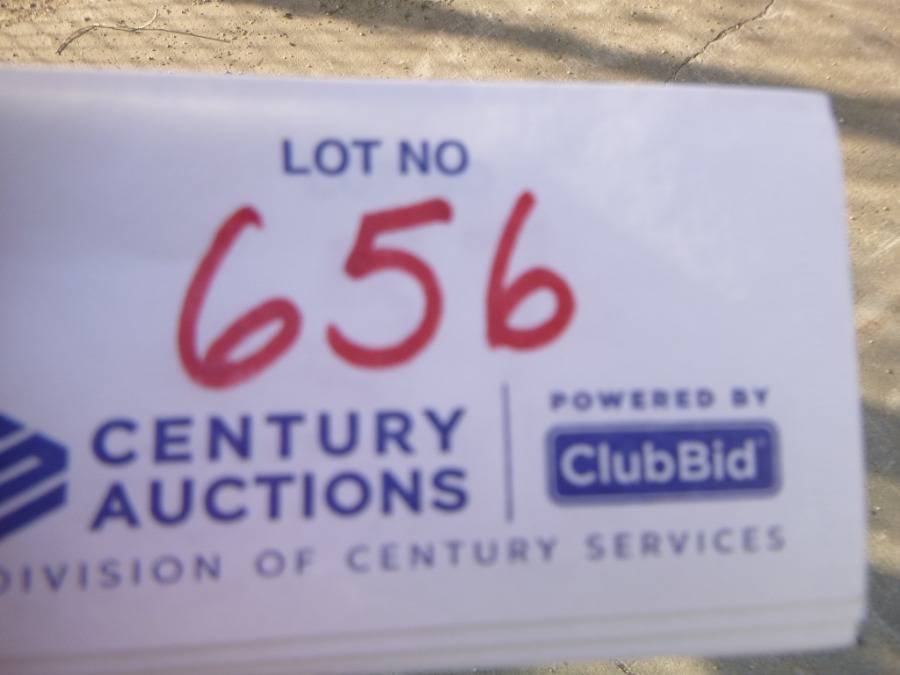 LOT NO
656
CENTURY
AUCTIONS
POWERED BY
ClubBid
DIVISION OF CENTURY SERVICES